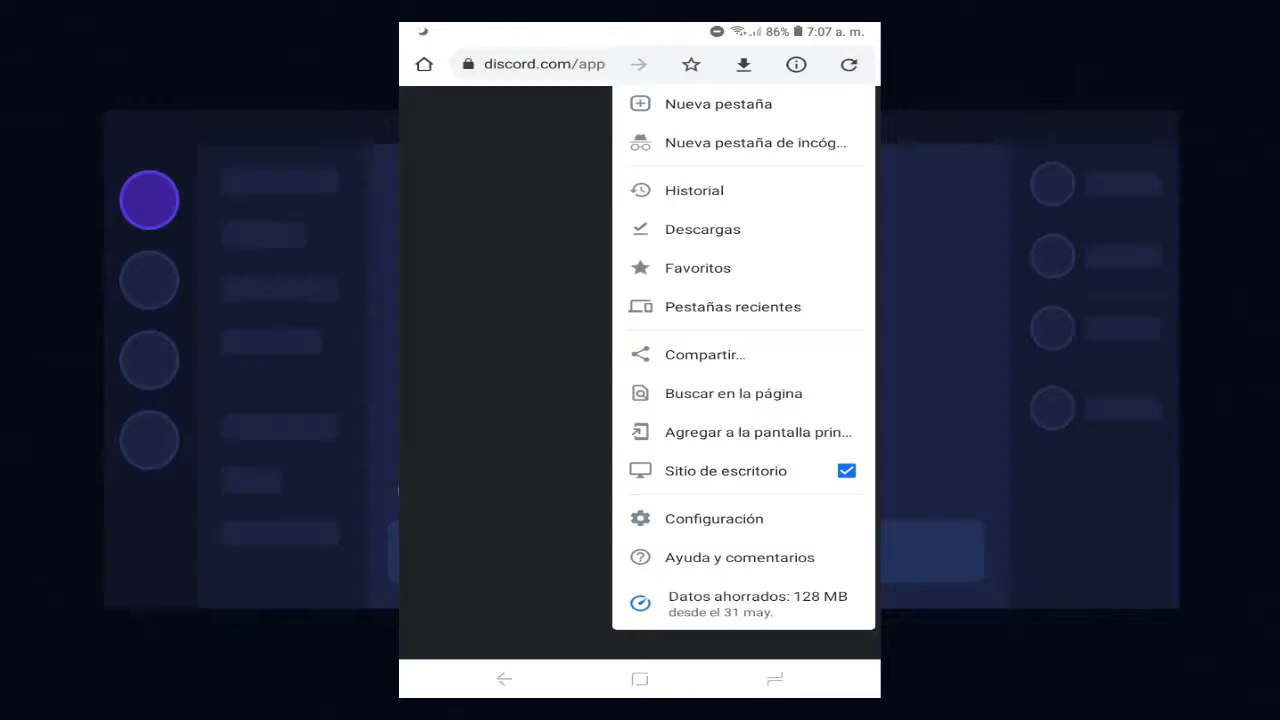 86% 7:07 a. m.
discord.com/app
Nueva pestaña
Nueva pestaña de incóg...
Historial
Descargas
Favoritos
Pestañas recientes
Compartir...
Buscar en la página
Agregar a la pantalla prin...
Sitio de escritorio
Configuración
Ayuda y comentarios
Datos ahorrados: 128 MB
desde el 31 may.